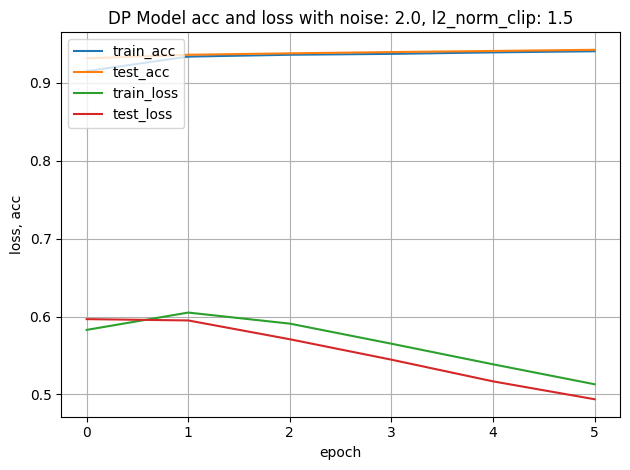 DP Model acc and loss with noise: 2.0, l2_norm_clip: 1.5
train_acc
test_acc
train_loss
test_loss
loss, acc
0.9
0.8
0.7
0.6
0.5
0 1 2 3 4 5
epoch